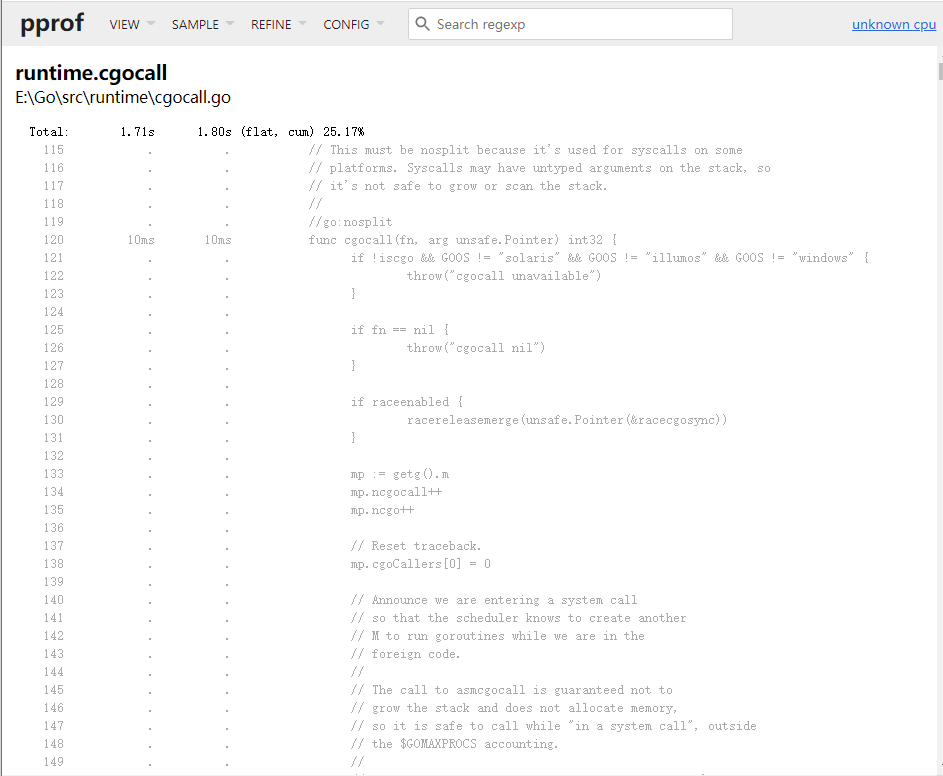 pprof VIEW SAMPLE REFINE CONFIG Search regexp unknown cpu
runtime.cgocall
E:\Go\src\runtime\cgocall.go
Total: 1.71s 1.80s (flat, cum) 25.17%
115 . . // This must be nosplit because it's used for syscalls on some
116 . . // platforms. Syscalls may have untyped arguments on the stack, so
117 . . // it's not safe to grow or scan the stack.
118 . . //
119 . . //go:nosplit
120 10ms 10ms func cgocall(fn, arg unsafe.Pointer) int32 {
121 . . if !iscgo && GOOS != "solaris" && GOOS != "illumos" && GOOS != "windows" {
122 . . throw("cgocall unavailable")
123 . . }
124 . .
125 . . if fn == nil {
126 . . throw("cgocall nil")
127 . . }
128 . .
129 . . if raceenabled {
130 . . racereleasemerge(unsafe.Pointer(&racecgosync))
131 . . }
132 . .
133 . . mp := getg().m
134 . . mp.ncgocall++
135 . . mp.ncgo++
136 . .
137 . . // Reset traceback.
138 . . mp.cgoCallers[0] = 0
139 . .
140 . . // Announce we are entering a system call
141 . . // so that the scheduler knows to create another
142 . . // M to run goroutines while we are in the
143 . . // foreign code.
144 . . //
145 . . // The call to asmcgocall is guaranteed not to
146 . . // grow the stack and does not allocate memory,
147 . . // so it is safe to call while "in a system call", outside
148 . . // the $GOMAXPROCS accounting.
149 . . //